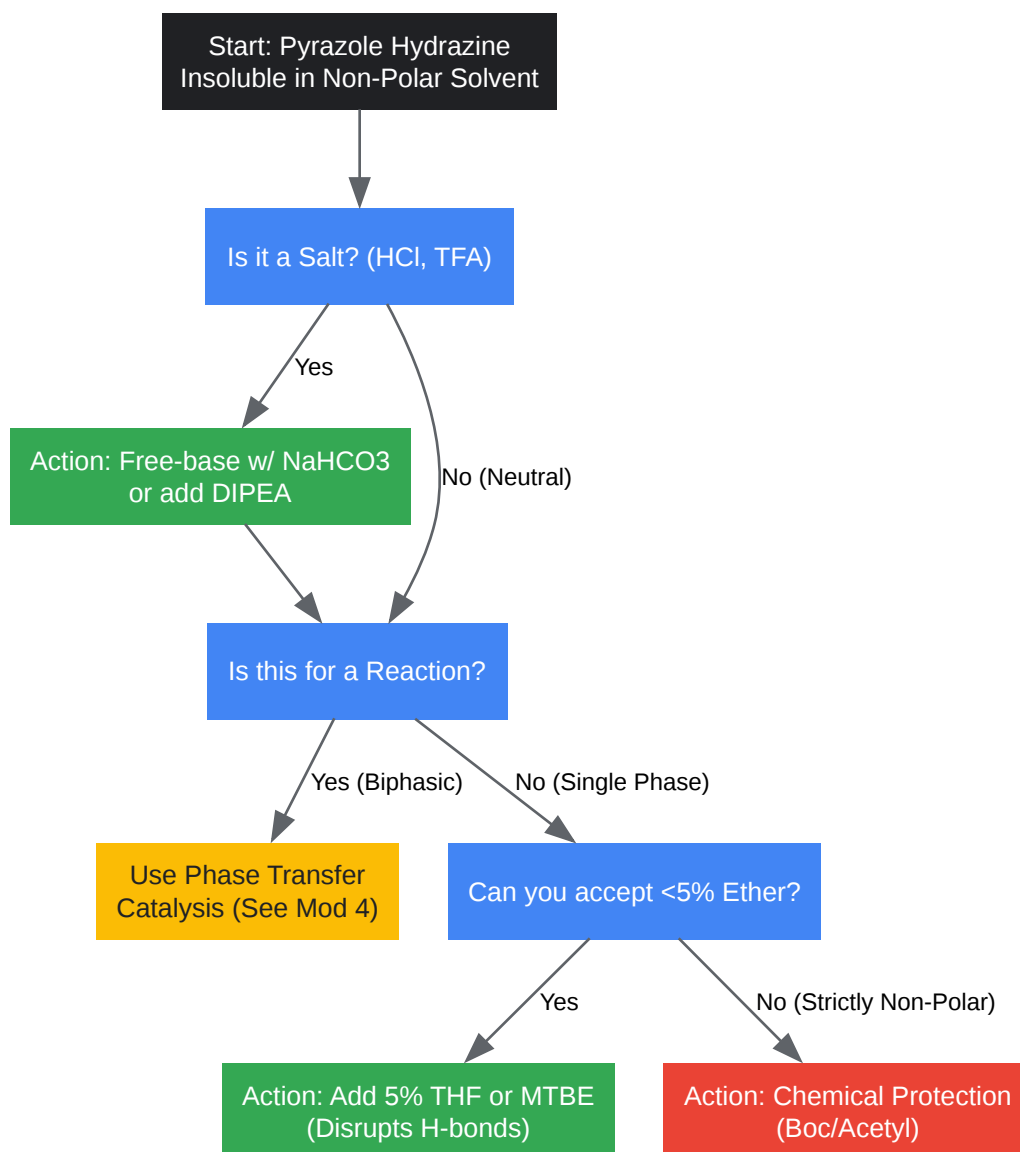 Start: Pyrazole Hydrazine
Insoluble in Non-Polar Solvent
Is it a Salt? (HCl, TFA)
Yes
Action: Free-base w/ NaHCO3
or add DIPEA
No (Neutral)
Is this for a Reaction?
Yes (Biphasic)
No (Single Phase)
Use Phase Transfer
Catalysis (See Mod 4)
Can you accept <5% Ether?
Yes
No (Strictly Non-Polar)
Action: Add 5% THF or MTBE
(Disrupts H-bonds)
Action: Chemical Protection
(Boc/Acetyl)